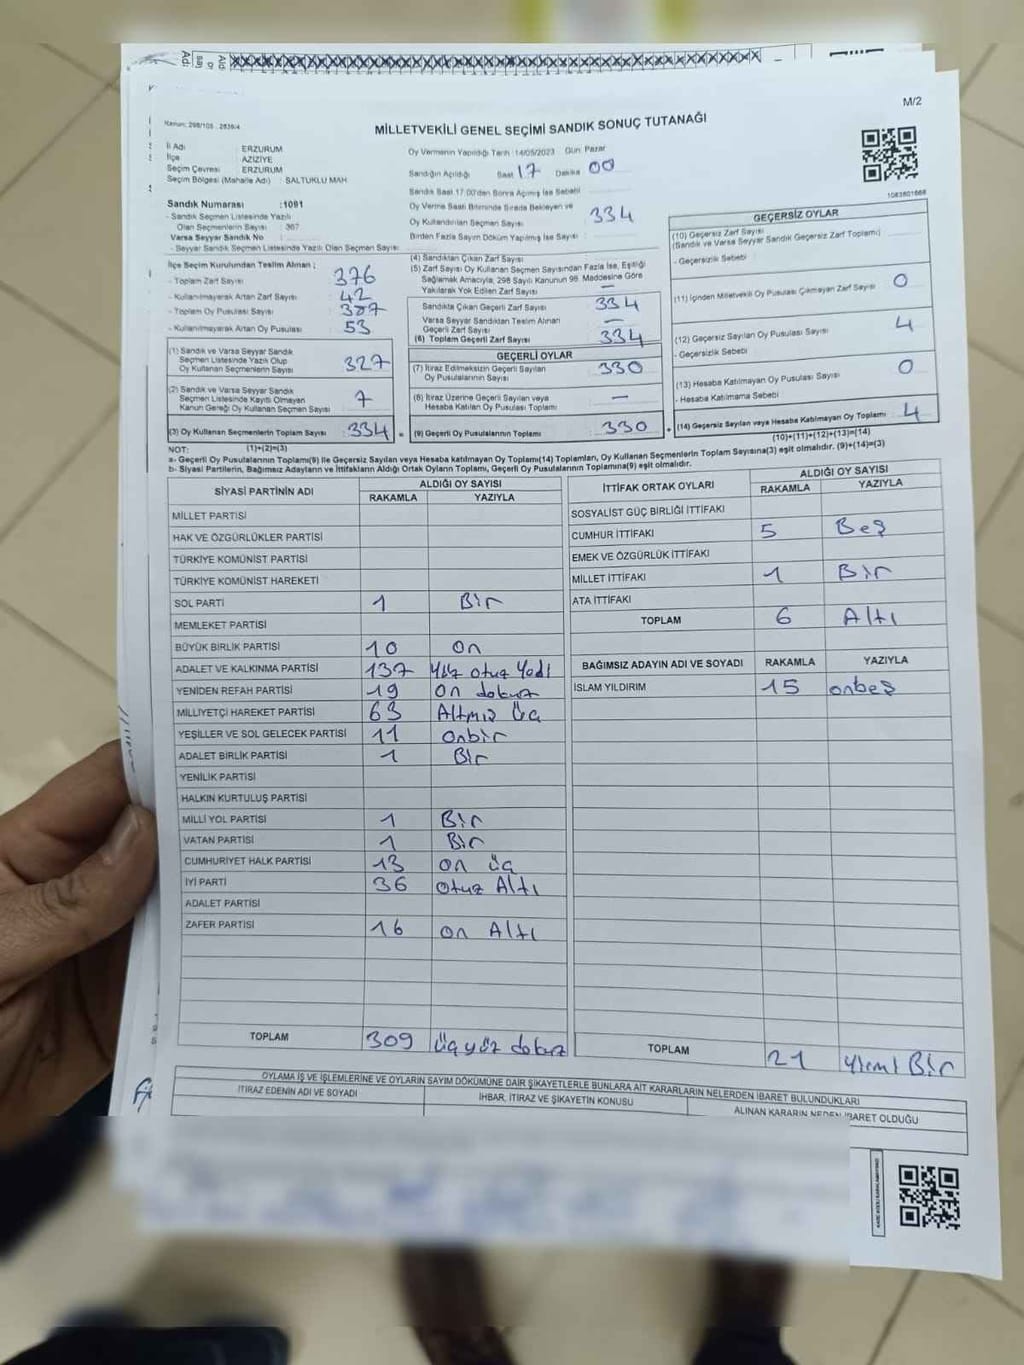 M/2
Kanun: 298/105 , 2839/4
MİLLETVEKİLİ GENEL SEÇİMİ SANDIK SONUÇ TUTANAĞI
İl Adı : ERZURUM
İlçe : AZİZİYE
Seçim Çevresi : ERZURUM
Seçim Bölgesi (Mahalle Adı) : SALTUKLU MAH
Sandık Numarası :1091
- Sandık Seçmen Listesinde Yazılı
Olan Seçmenlerin Sayısı : 367
Varsa Seyyar Sandık No :
- Seyyar Sandık Seçmen Listesinde Yazılı Olan Seçmen Sayısı:
Oy Vermenin Yapıldığı Tarih :14/05/2023 Gün: Pazar
Sandığın Açıldığı Saat 17 Dakika 00
Sandık Saat 17:00'den Sonra Açılmış İse Sebebi
Oy Verme Saati Bitiminde Sırada Bekleyen ve
Oy Kullandırılan Seçmen Sayısı : 334
Birden Fazla Sayım Döküm Yapılmış İse Sayısı :
1083801668
İlçe Seçim Kurulundan Teslim Alınan ;
- Toplam Zarf Sayısı : 376
- Kullanılmayarak Artan Zarf Sayısı : 42
- Toplam Oy Pusulası Sayısı : 387
- Kullanılmayarak Artan Oy Pusulası : 53
(1) Sandık ve Varsa Seyyar Sandık
Seçmen Listesinde Yazılı Olup
Oy Kullanan Seçmenlerin Sayısı : 327
(2) Sandık ve Varsa Seyyar Sandık
Seçmen Listesinde Kayıtlı Olmayan
Kanun Gereği Oy Kullanan Seçmen Sayısı : 7
(3) Oy Kullanan Seçmenlerin Toplam Sayısı : 334
(1)+(2)=(3)
(4) Sandıktan Çıkan Zarf Sayısı :
(5) Zarf Sayısı Oy Kullanan Seçmen Sayısından Fazla İse, Eşitliği
Sağlamak Amacıyla, 298 Sayılı Kanunun 98. Maddesine Göre
Yakılarak Yok Edilen Zarf Sayısı : —
Sandıkta Çıkan Geçerli Zarf Sayısı : 334
Varsa Seyyar Sandıktan Teslim Alınan
Geçerli Zarf Sayısı : —
(6) Toplam Geçerli Zarf Sayısı : 334
GEÇERLİ OYLAR
(7) İtiraz Edilmeksizin Geçerli Sayılan
Oy Pusulalarının Sayısı : 330
(8) İtiraz Üzerine Geçerli Sayılan veya
Hesaba Katılan Oy Pusulası Toplamı : —
= (9) Geçerli Oy Pusulalarının Toplamı : 330 +
GEÇERSİZ OYLAR
(10) Geçersiz Zarf Sayısı
(Sandık ve Varsa Seyyar Sandık Geçersiz Zarf Toplamı) :
- Geçersizlik Sebebi
(11) İçinden Milletvekili Oy Pusulası Çıkmayan Zarf Sayısı : 0
(12) Geçersiz Sayılan Oy Pusulası Sayısı : 4
- Geçersizlik Sebebi
(13) Hesaba Katılmayan Oy Pusulası Sayısı : 0
- Hesaba Katılmama Sebebi
(14) Geçersiz Sayılan veya Hesaba Katılmayan Oy Toplamı : 4
(10)+(11)+(12)+(13)=(14)
NOT:
a- Geçerli Oy Pusulalarının Toplamı(9) ile Geçersiz Sayılan veya Hesaba katılmayan Oy Toplamı(14) Toplamları, Oy Kullanan Seçmenlerin Toplam Sayısına(3) eşit olmalıdır. (9)+(14)=(3)
b- Siyasi Partilerin, Bağımsız Adayların ve İttifakların Aldığı Ortak Oyların Toplamı, Geçerli Oy Pusulalarının Toplamına(9) eşit olmalıdır.
SİYASİ PARTİNİN ADI ALDIĞI OY SAYISI
RAKAMLA YAZIYLA
MİLLET PARTİSİ
HAK VE ÖZGÜRLÜKLER PARTİSİ
TÜRKİYE KOMÜNİST PARTİSİ
TÜRKİYE KOMÜNİST HAREKETİ
SOL PARTİ 1 Bir
MEMLEKET PARTİSİ
BÜYÜK BİRLİK PARTİSİ 10 On
ADALET VE KALKINMA PARTİSİ 137 Yüz otuz Yedi
YENİDEN REFAH PARTİSİ 19 On dokuz
MİLLİYETÇİ HAREKET PARTİSİ 63 Altmış Üç
YEŞİLLER VE SOL GELECEK PARTİSİ 11 Onbir
ADALET BİRLİK PARTİSİ 1 Bir
YENİLİK PARTİSİ
HALKIN KURTULUŞ PARTİSİ
MİLLİ YOL PARTİSİ 1 Bir
VATAN PARTİSİ 1 Bir
CUMHURİYET HALK PARTİSİ 13 on üç
İYİ PARTİ 36 otuz Altı
ADALET PARTİSİ
ZAFER PARTİSİ 16 on Altı
TOPLAM 309 Üçyüz dokuz
İTTİFAK ORTAK OYLARI ALDIĞI OY SAYISI
RAKAMLA YAZIYLA
SOSYALİST GÜÇ BİRLİĞİ İTTİFAKI
CUMHUR İTTİFAKI 5 Beş
EMEK VE ÖZGÜRLÜK İTTİFAKI
MİLLET İTTİFAKI 1 Bir
ATA İTTİFAKI
TOPLAM 6 Altı
BAĞIMSIZ ADAYIN ADI VE SOYADI RAKAMLA YAZIYLA
İSLAM YILDIRIM 15 onbeş
TOPLAM 21 Yirmi Bir
OYLAMA İŞ VE İŞLEMLERİNE VE OYLARIN SAYIM DÖKÜMÜNE DAİR ŞİKAYETLERLE BUNLARA AİT KARARLARIN NELERDEN İBARET BULUNDUKLARI
İTİRAZ EDENİN ADI VE SOYADI İHBAR, İTİRAZ VE ŞİKAYETİN KONUSU ALINAN KARARIN NEDEN İBARET OLDUĞU